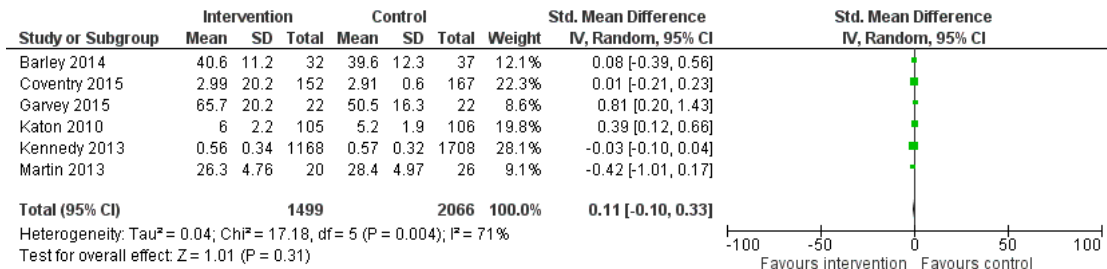 Intervention Control Std. Mean Difference Std. Mean Difference
Study or Subgroup Mean SD Total Mean SD Total Weight IV, Random, 95% CI IV, Random, 95% CI
Barley 2014 40.6 11.2 32 39.6 12.3 37 12.1% 0.08 [-0.39, 0.56]
Coventry 2015 2.99 20.2 152 2.91 0.6 167 22.3% 0.01 [-0.21, 0.23]
Garvey 2015 65.7 20.2 22 50.5 16.3 22 8.6% 0.81 [0.20, 1.43]
Katon 2010 6 2.2 105 5.2 1.9 106 19.8% 0.39 [0.12, 0.66]
Kennedy 2013 0.56 0.34 1168 0.57 0.32 1708 28.1% -0.03 [-0.10, 0.04]
Martin 2013 26.3 4.76 20 28.4 4.97 26 9.1% -0.42 [-1.01, 0.17]
Total (95% CI) 1499 2066 100.0% 0.11 [-0.10, 0.33]
Heterogeneity: Tau² = 0.04; Chi² = 17.18, df = 5 (P = 0.004); I² = 71%
Test for overall effect: Z = 1.01 (P = 0.31)
-100 -50 0 50 100
Favours intervention Favours control